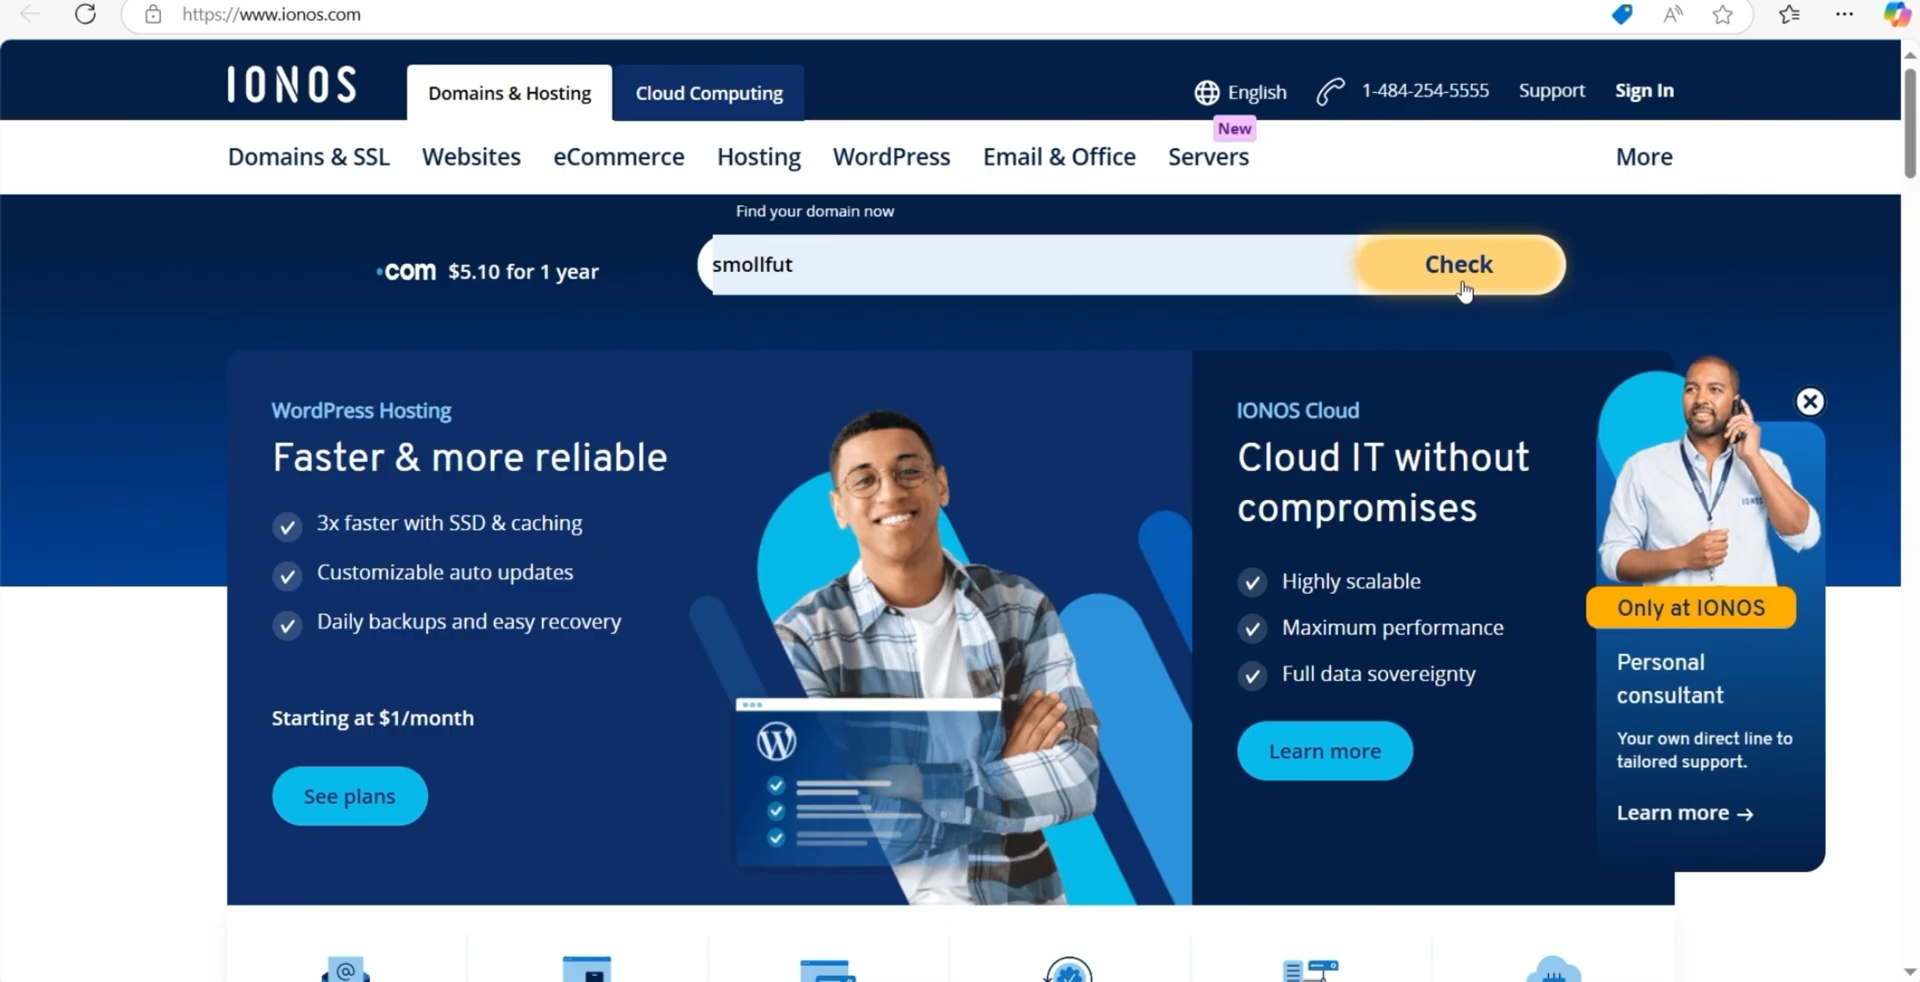 https://www.ionos.com
IONOS
Domains & Hosting
Cloud Computing
English
1-484-254-5555
Support
Sign In
New
Domains & SSL
Websites
eCommerce
Hosting
WordPress
Email & Office
Servers
More
Find your domain now
.com $5.10 for 1 year
smollfut
Check
WordPress Hosting
Faster & more reliable
3x faster with SSD & caching
Customizable auto updates
Daily backups and easy recovery
Starting at $1/month
See plans
IONOS Cloud
Cloud IT without
compromises
Highly scalable
Maximum performance
Full data sovereignty
Learn more
IONOS
Only at IONOS
Personal
consultant
Your own direct line to
tailored support.
Learn more →